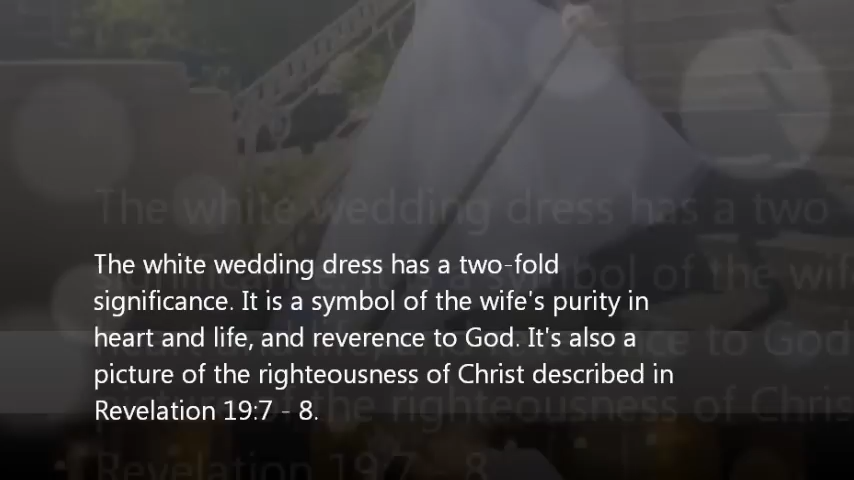 The white wedding dress has a two-fold
significance. It is a symbol of the wife's purity in
heart and life, and reverence to God. It's also a
picture of the righteousness of Christ described in
Revelation 19:7 - 8.